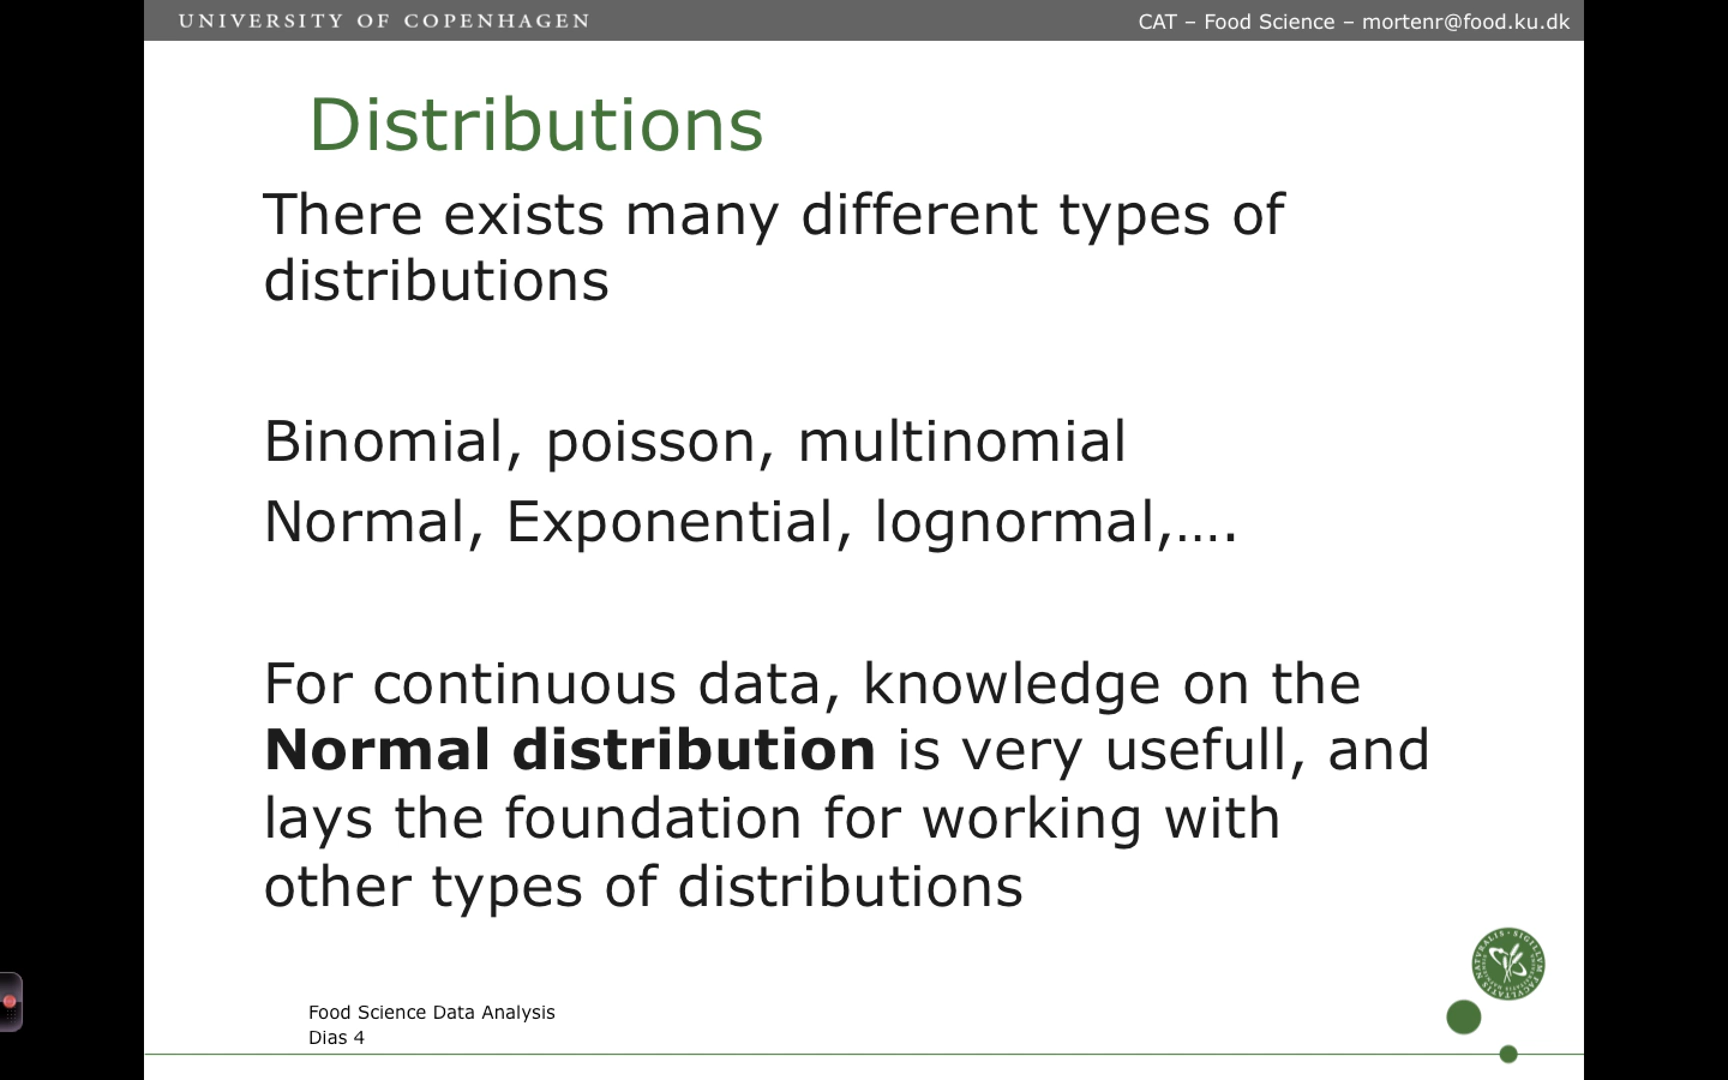 UNIVERSITY OF COPENHAGEN
CAT – Food Science – mortenr@food.ku.dk
Distributions
There exists many different types of
distributions
Binomial, poisson, multinomial
Normal, Exponential, lognormal,....
For continuous data, knowledge on the
Normal distribution is very usefull, and
lays the foundation for working with
other types of distributions
Food Science Data Analysis
Dias 4